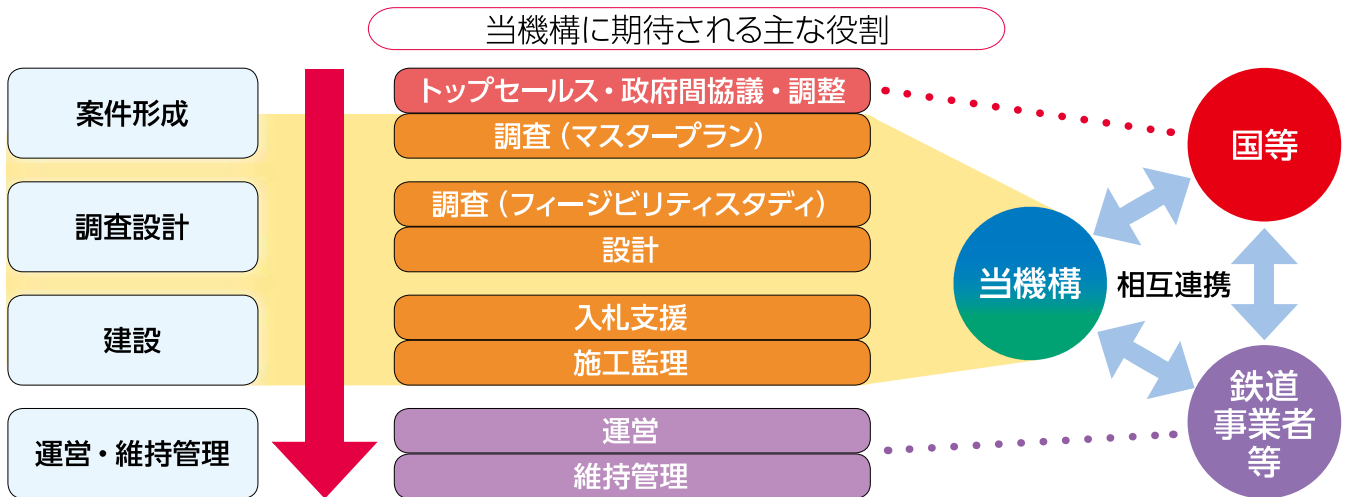 当機構に期待される主な役割
案件形成
トップセールス・政府間協議・調整
調査（マスタープラン）
調査設計
調査（フィージビリティスタディ）
設計
建設
入札支援
施工監理
運営・維持管理
運営
維持管理
国等
当機構
相互連携
鉄道
事業者
等